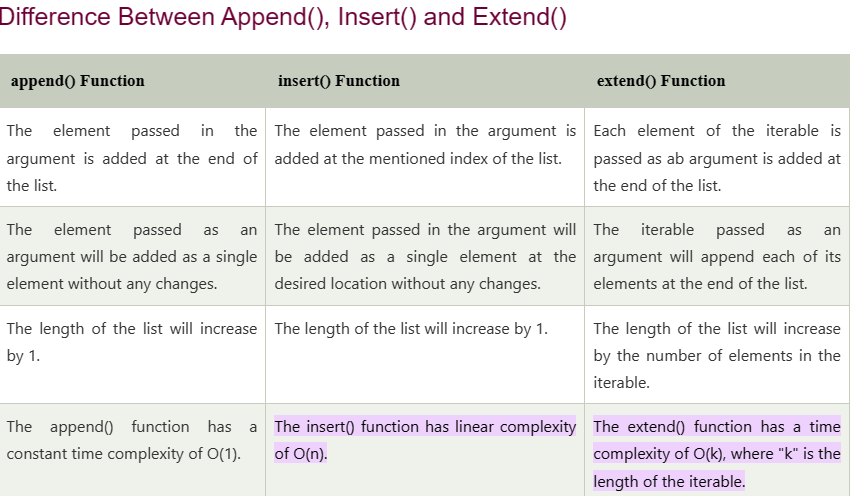 Difference Between Append(), Insert() and Extend()
append() Function
insert() Function
extend() Function
The element passed in the
argument is added at the end of
the list.
The element passed in the argument is
added at the mentioned index of the list.
Each element of the iterable is
passed as ab argument is added at
the end of the list.
The element passed as an
argument will be added as a single
element without any changes.
The element passed in the argument will
be added as a single element at the
desired location without any changes.
The iterable passed as an
argument will append each of its
elements at the end of the list.
The length of the list will increase
by 1.
The length of the list will increase by 1.
The length of the list will increase
by the number of elements in the
iterable.
The append() function has a
constant time complexity of O(1).
The insert() function has linear complexity
of O(n).
The extend() function has a time
complexity of O(k), where "k" is the
length of the iterable.